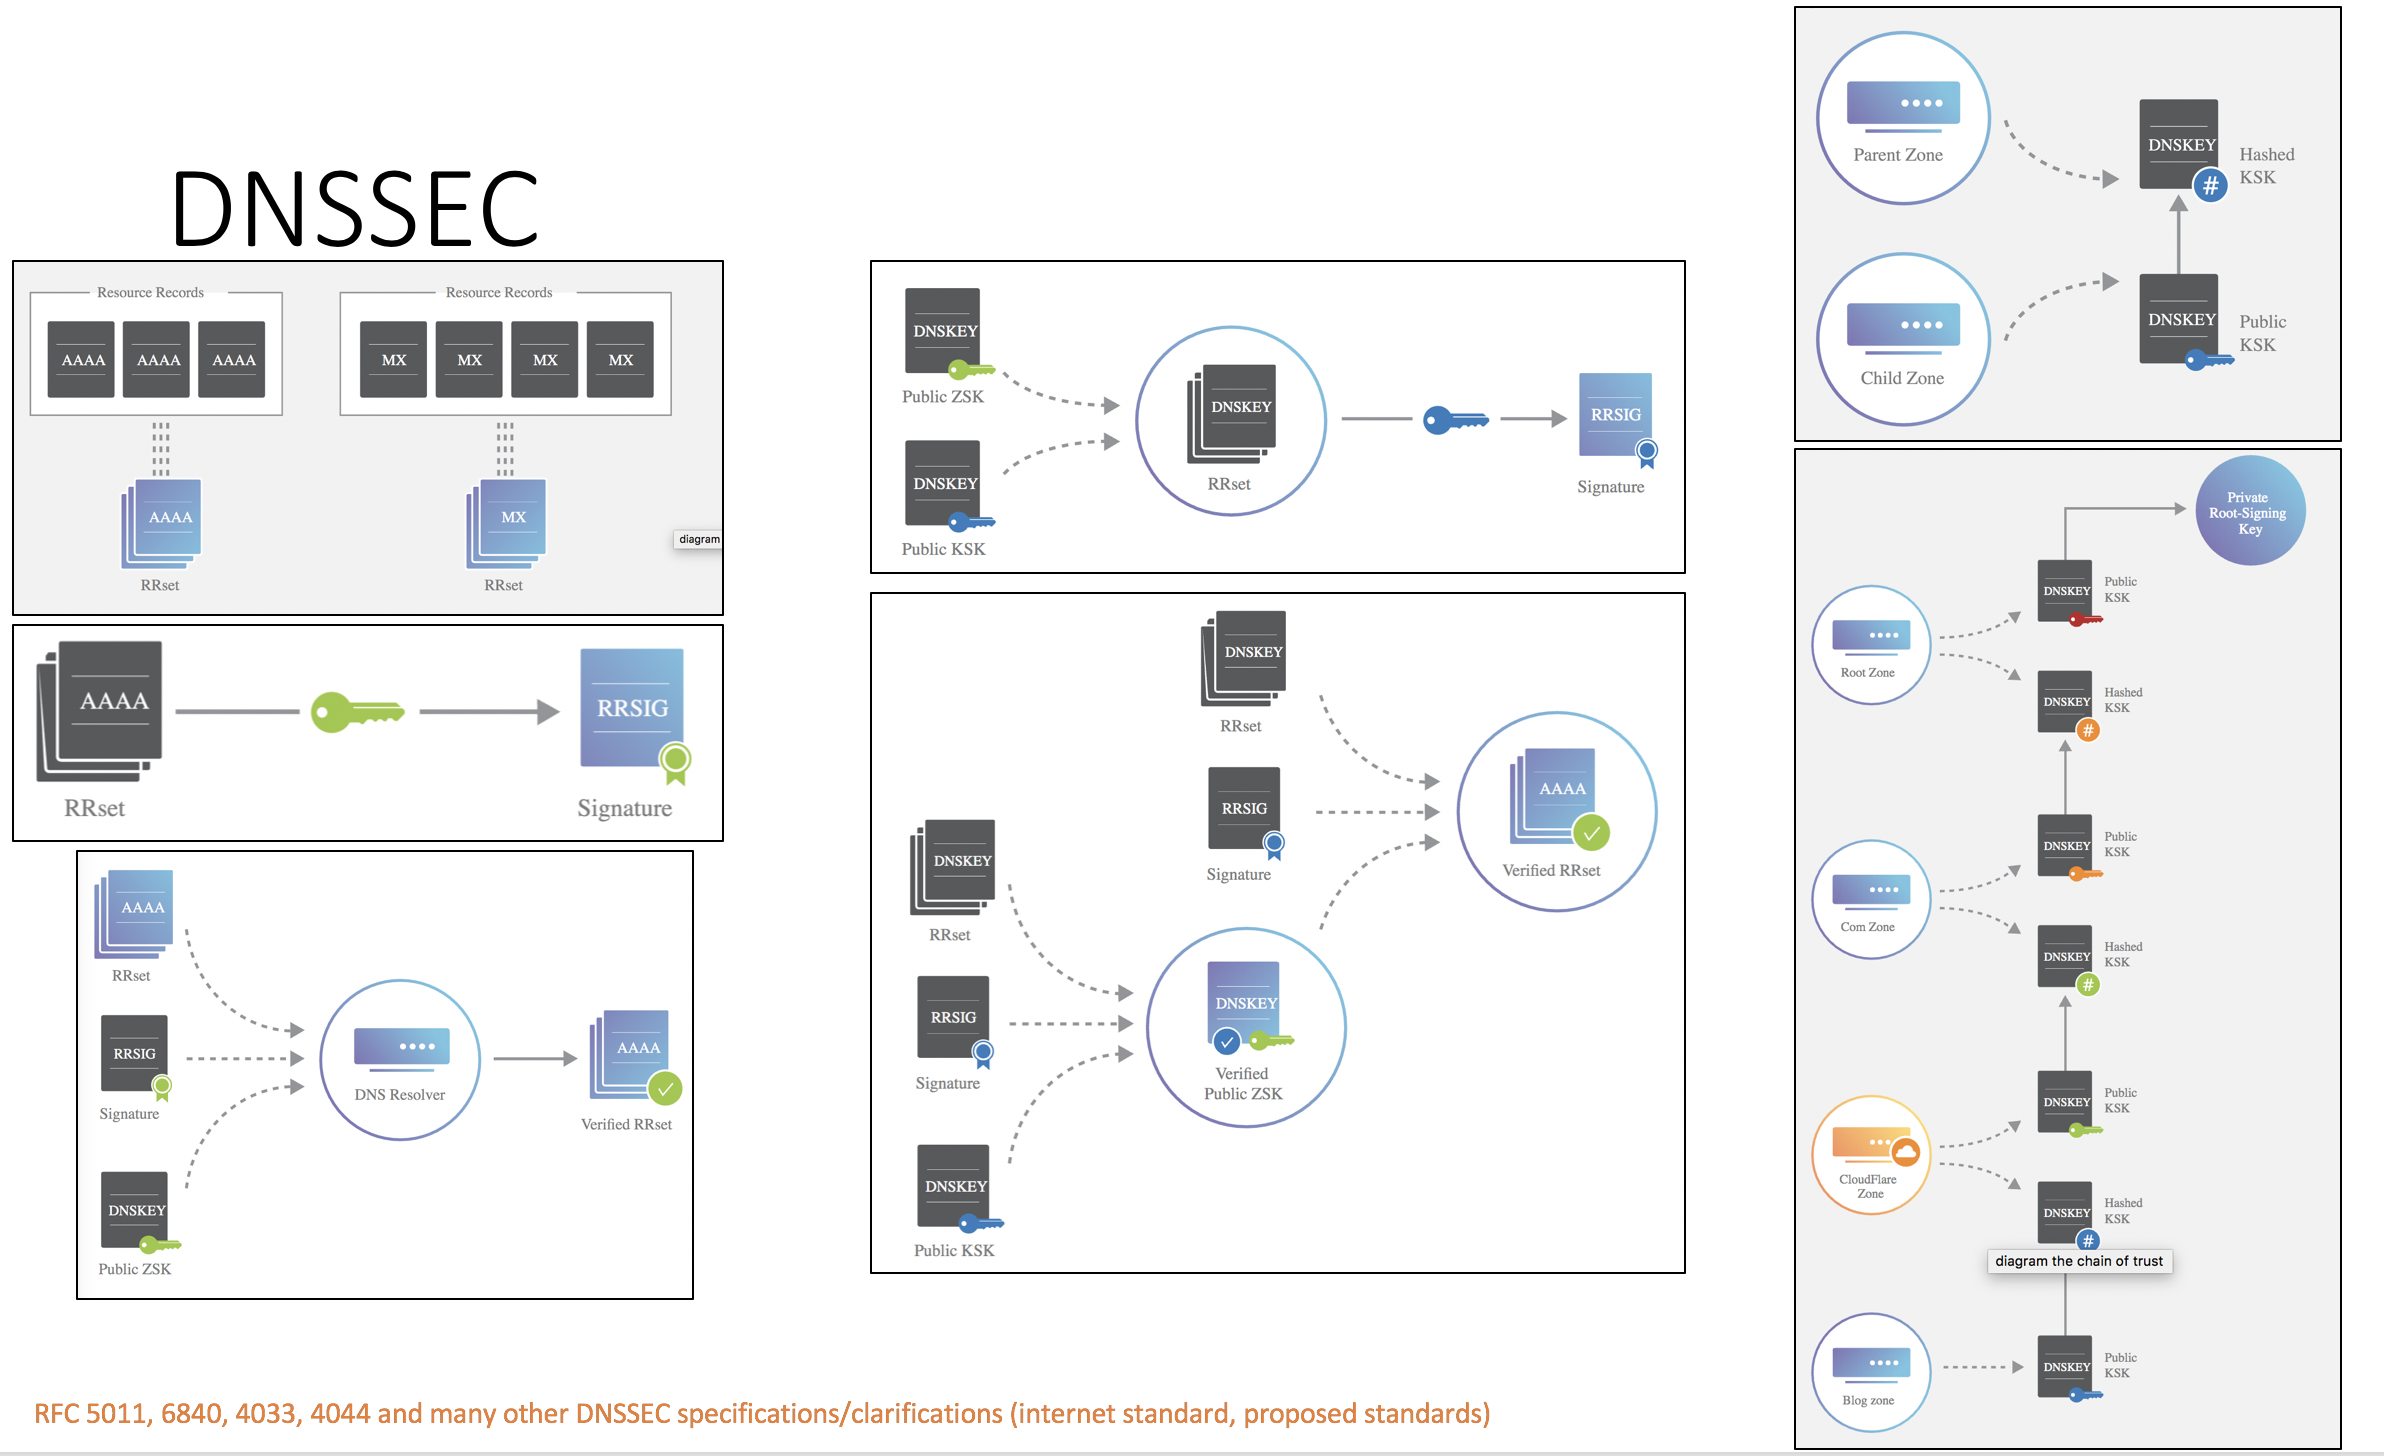 DNSSEC
Resource Records
AAAA AAAA AAAA
RRset
AAAA
Resource Records
MX MX MX MX
MX
RRset
diagram
AAAA
RRset
RRSIG
Signature
AAAA
RRset
RRSIG
Signature
DNSKEY
Public ZSK
DNS Resolver
AAAA
Verified RRset
DNSKEY
Public ZSK
DNSKEY
Public KSK
DNSKEY
RRset
RRSIG
Signature
DNSKEY
RRset
RRSIG
Signature
DNSKEY
RRset
RRSIG
Signature
DNSKEY
Public KSK
DNSKEY
Verified
Public ZSK
AAAA
Verified RRset
Parent Zone
DNSKEY
#
Hashed
KSK
Child Zone
DNSKEY
Public
KSK
Private
Root-Signing
Key
Root Zone
DNSKEY
Public
KSK
DNSKEY
#
Hashed
KSK
Com Zone
DNSKEY
Public
KSK
DNSKEY
#
Hashed
KSK
CloudFlare
Zone
DNSKEY
Public
KSK
DNSKEY
#
Hashed
KSK
diagram the chain of trust
Blog zone
DNSKEY
Public
KSK
RFC 5011, 6840, 4033, 4044 and many other DNSSEC specifications/clarifications (internet standard, proposed standards)